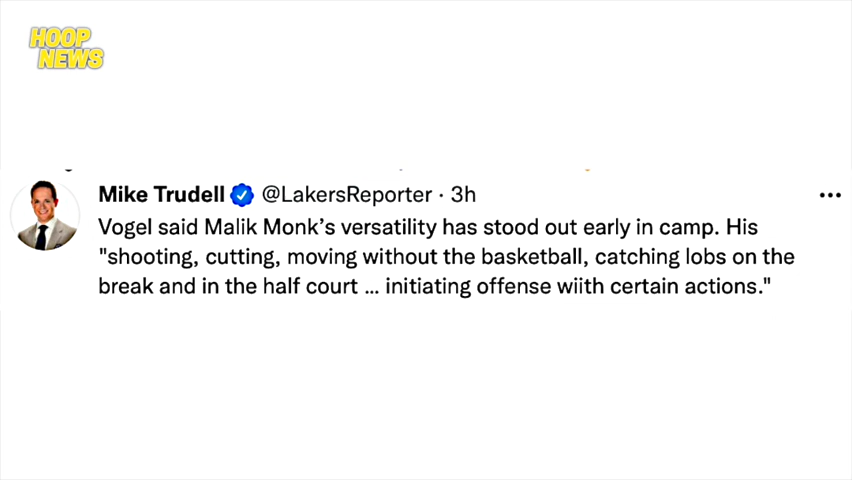 HOOP
NEWS
Mike Trudell @LakersReporter · 3h
Vogel said Malik Monk's versatility has stood out early in camp. His
"shooting, cutting, moving without the basketball, catching lobs on the
break and in the half court ... initiating offense wiith certain actions."